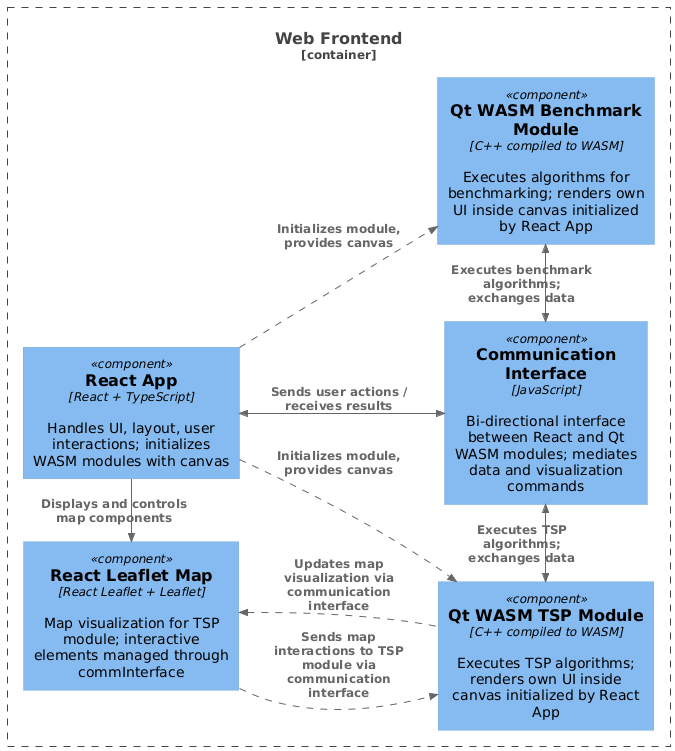 Web Frontend
[container]
«component»
Qt WASM Benchmark
Module
[C++ compiled to WASM]
Executes algorithms for
benchmarking; renders own
UI inside canvas initialized
by React App
Initializes module,
provides canvas
Executes benchmark
algorithms;
exchanges data
«component»
React App
[React + TypeScript]
Handles UI, layout, user
interactions; initializes
WASM modules with canvas
Sends user actions /
receives results
«component»
Communication
Interface
[JavaScript]
Bi-directional interface
between React and Qt
WASM modules; mediates
data and visualization
commands
Initializes module,
provides canvas
Displays and controls
map components
Executes TSP
algorithms;
exchanges data
«component»
React Leaflet Map
[React Leaflet + Leaflet]
Map visualization for TSP
module; interactive
elements managed through
commInterface
Updates map
visualization via
communication
interface
Sends map
interactions to TSP
module via
communication
interface
«component»
Qt WASM TSP Module
[C++ compiled to WASM]
Executes TSP algorithms;
renders own UI inside
canvas initialized by React
App